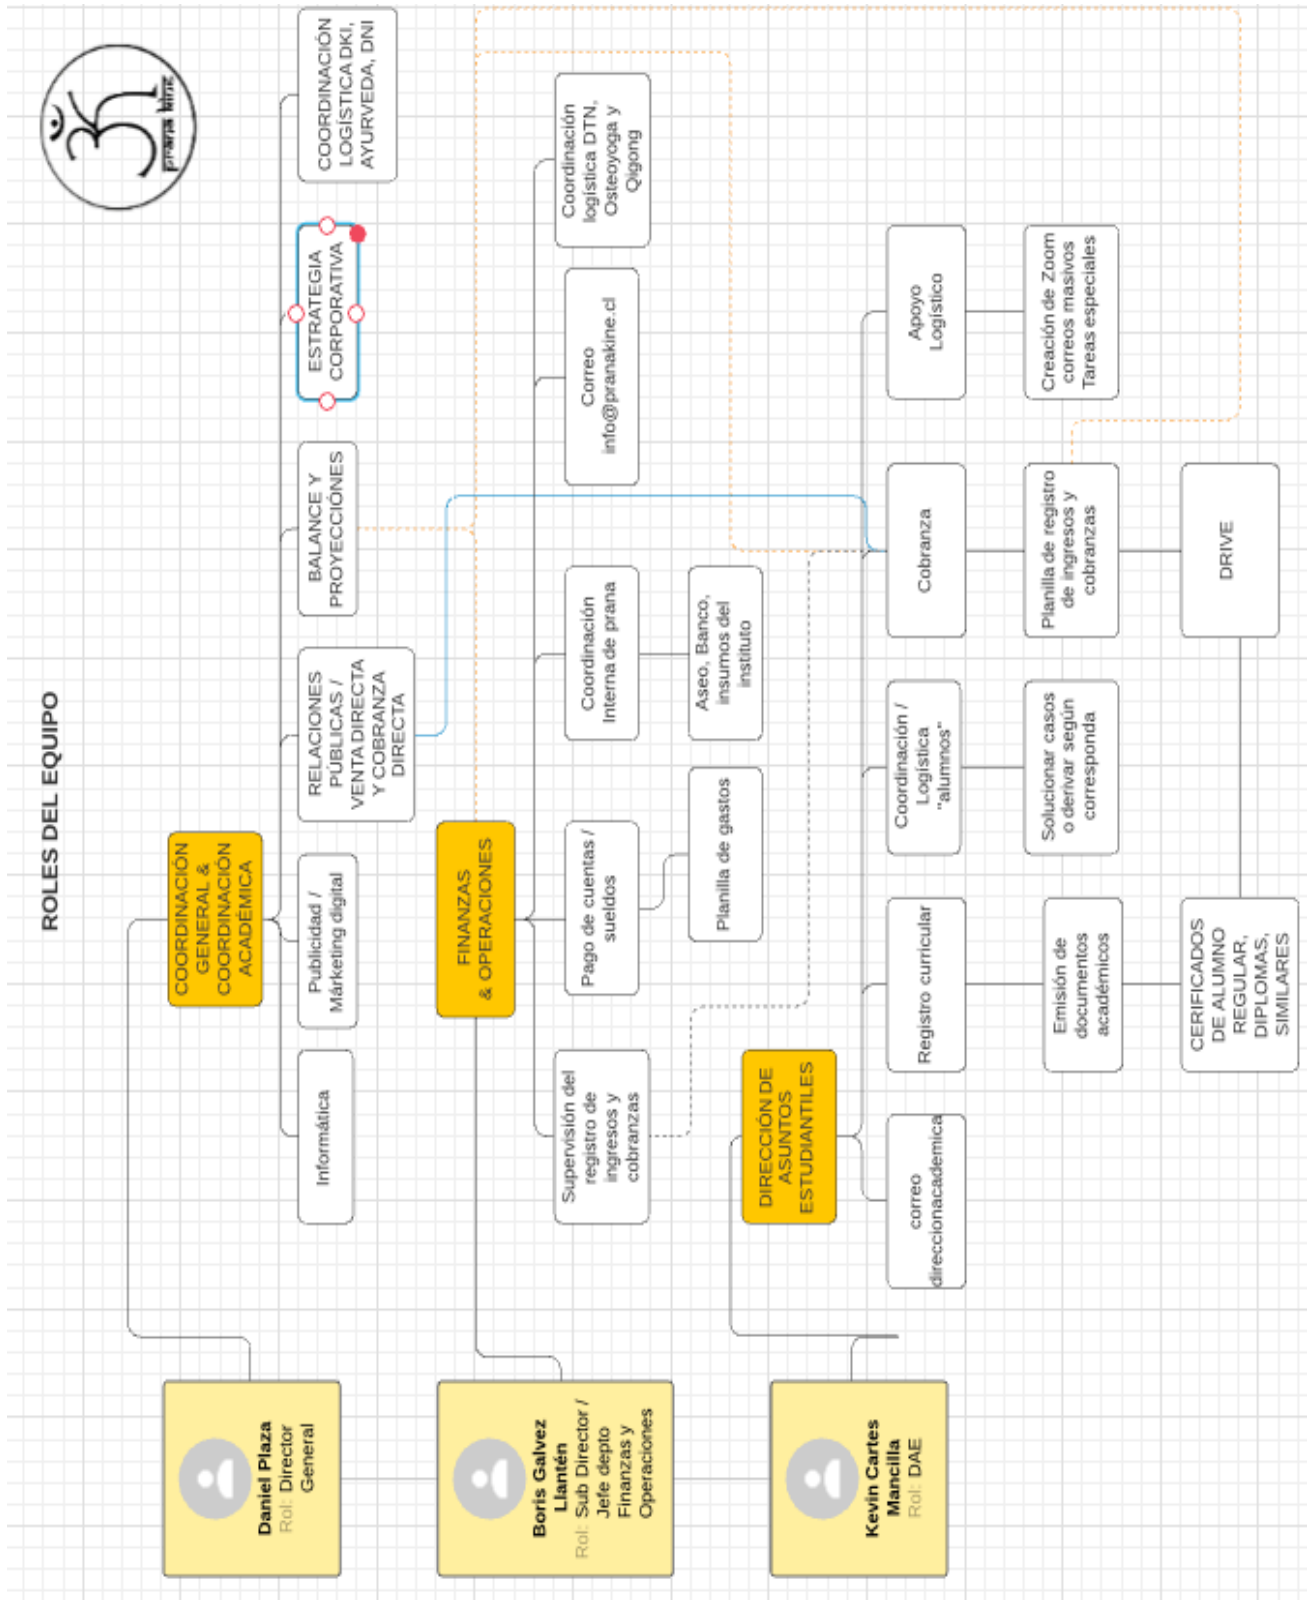 ROLES DEL EQUIPO
prana kine
Daniel Plaza
Rol: Director
General
COORDINACIÓN
GENERAL &
COORDINACIÓN
ACADÉMICA
Informática
Publicidad /
Márketing digital
RELACIONES
PÚBLICAS /
VENTA DIRECTA
Y COBRANZA
DIRECTA
BALANCE Y
PROYECCIÓNES
ESTRATEGIA
CORPORATIVA
COORDINACIÓN
LOGÍSTICA DKI,
AYURVEDA, DNI
Boris Galvez
Llantén
Rol: Sub Director /
Jefe depto
Finanzas y
Operaciones
FINANZAS
& OPERACIONES
Supervisión del
registro de
ingresos y
cobranzas
Pago de cuentas /
sueldos
Planilla de gastos
Coordinación
Interna de prana
Aseo, Banco,
insumos del
instituto
Correo
info@pranakine.cl
Coordinación
logística DTN,
Osteoyoga y
Qigong
Kevin Cartes
Mancilla
Rol: DAE
DIRECCIÓN DE
ASUNTOS
ESTUDIANTILES
correo
direccionacademica
Registro curricular
Emisión de
documentos
académicos
CERIFICADOS
DE ALUMNO
REGULAR,
DIPLOMAS,
SIMILARES
Coordinación /
Logística
"alumnos"
Solucionar casos
o derivar según
corresponda
Cobranza
Planilla de registro
de ingresos y
cobranzas
DRIVE
Apoyo
Logístico
Creación de Zoom
correos masivos
Tareas especiales